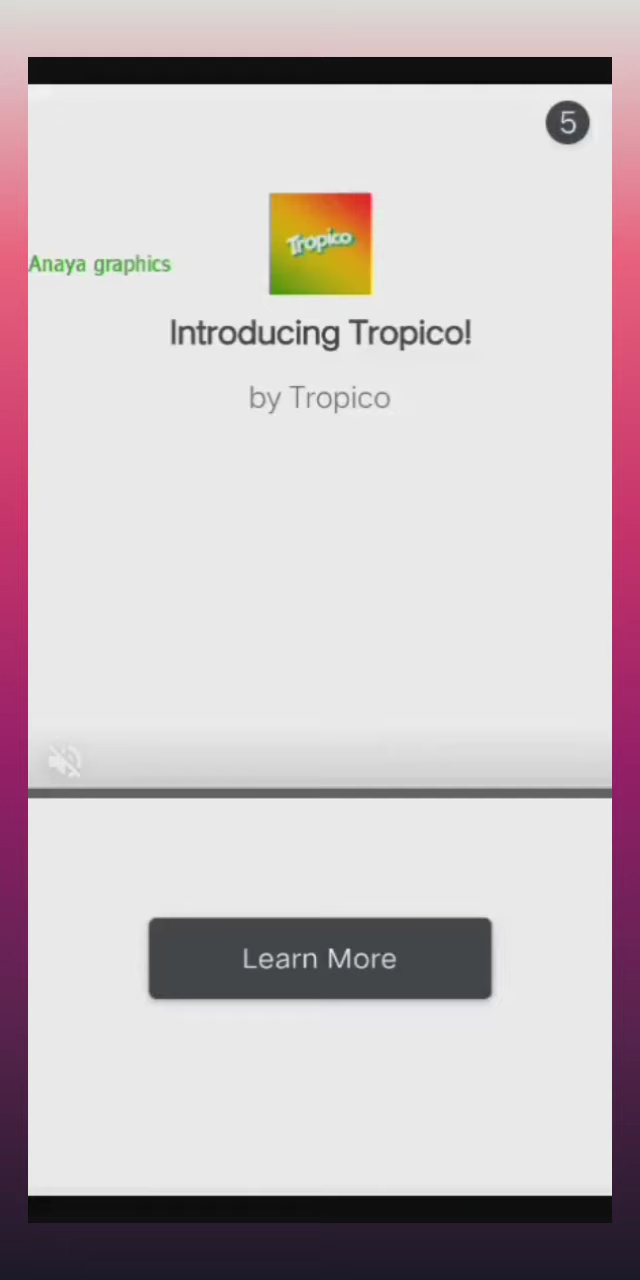 5
Tropico
Anaya graphics
Introducing Tropico!
by Tropico
Learn More